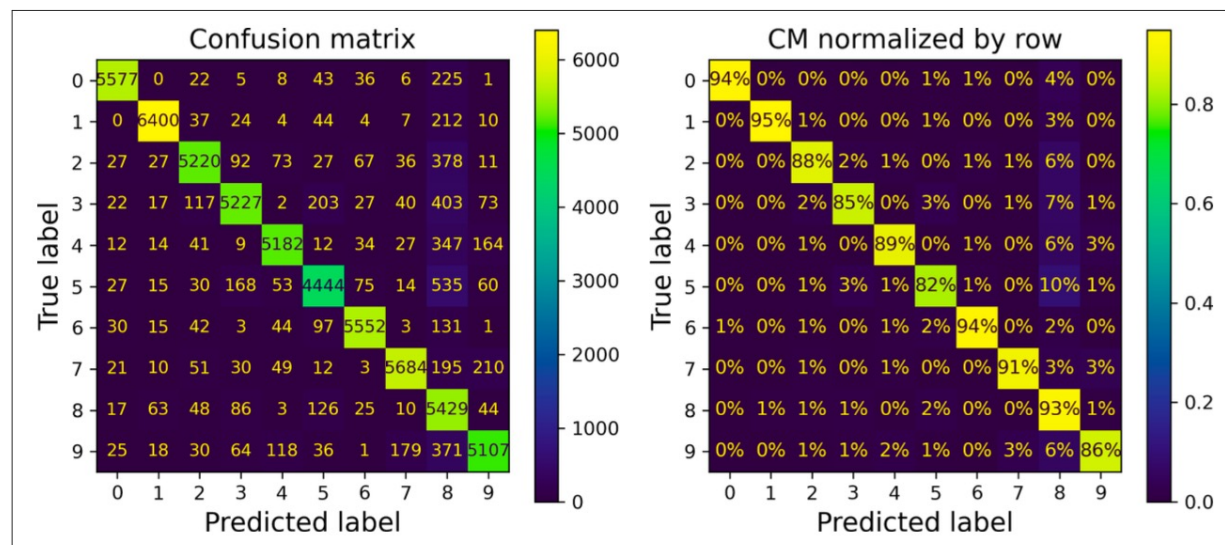 Confusion matrix
True label
0 5577 0 22 5 8 43 36 6 225 1
1 0 6400 37 24 4 44 4 7 212 10
2 27 27 5220 92 73 27 67 36 378 11
3 22 17 117 5227 2 203 27 40 403 73
4 12 14 41 9 5182 12 34 27 347 164
5 27 15 30 168 53 4444 75 14 535 60
6 30 15 42 3 44 97 5552 3 131 1
7 21 10 51 30 49 12 3 5684 195 210
8 17 63 48 86 3 126 25 10 5429 44
9 25 18 30 64 118 36 1 179 371 5107
0 1 2 3 4 5 6 7 8 9
Predicted label
6000
5000
4000
3000
2000
1000
0
CM normalized by row
True label
0 94% 0% 0% 0% 0% 1% 1% 0% 4% 0%
1 0% 95% 1% 0% 0% 1% 0% 0% 3% 0%
2 0% 0% 88% 2% 1% 0% 1% 1% 6% 0%
3 0% 0% 2% 85% 0% 3% 0% 1% 7% 1%
4 0% 0% 1% 0% 89% 0% 1% 0% 6% 3%
5 0% 0% 1% 3% 1% 82% 1% 0% 10% 1%
6 1% 0% 1% 0% 1% 2% 94% 0% 2% 0%
7 0% 0% 1% 0% 1% 0% 0% 91% 3% 3%
8 0% 1% 1% 1% 0% 2% 0% 0% 93% 1%
9 0% 0% 1% 1% 2% 1% 0% 3% 6% 86%
0 1 2 3 4 5 6 7 8 9
Predicted label
0.8
0.6
0.4
0.2
0.0